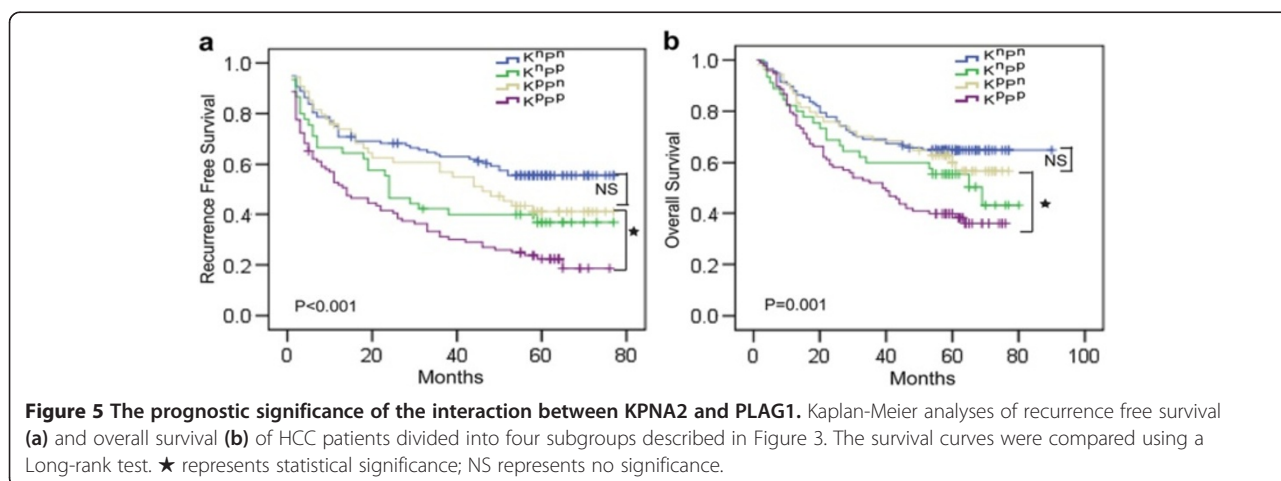 a
KⁿPⁿ
KⁿPᵖ
KᵖPⁿ
KᵖPᵖ
Recurrence Free Survival
1.0
0.8
0.6
0.4
0.2
0.0
NS
★
P<0.001
0 20 40 60 80
Months
b
KⁿPⁿ
KⁿPᵖ
KᵖPⁿ
KᵖPᵖ
Overall Survival
1.0
0.8
0.6
0.4
0.2
0.0
NS
★
P=0.001
0 20 40 60 80 100
Months
Figure 5 The prognostic significance of the interaction between KPNA2 and PLAG1. Kaplan-Meier analyses of recurrence free survival
(a) and overall survival (b) of HCC patients divided into four subgroups described in Figure 3. The survival curves were compared using a
Long-rank test. ★ represents statistical significance; NS represents no significance.